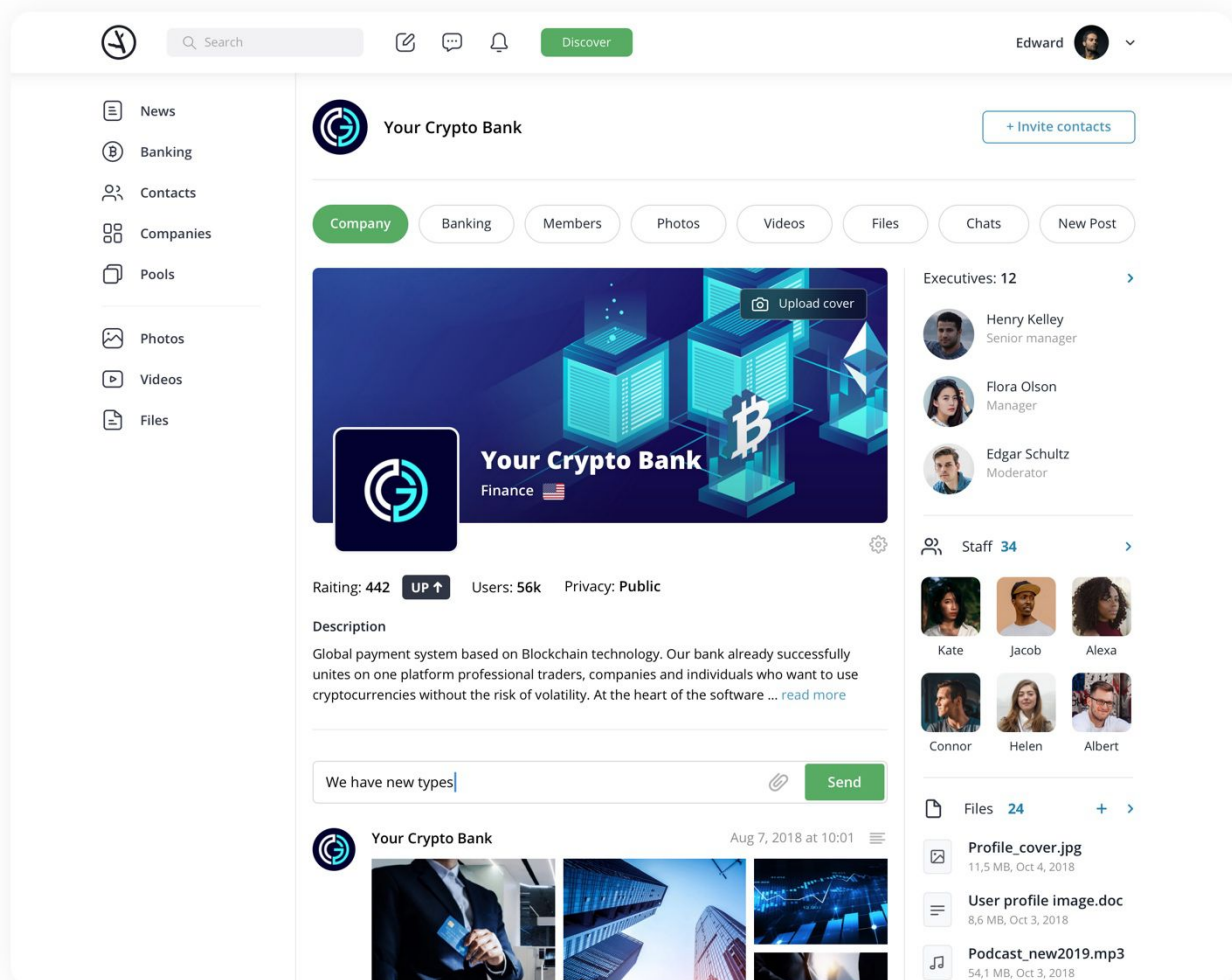 Search
Discover
Edward
News
Banking
Contacts
Companies
Pools
Photos
Videos
Files
Your Crypto Bank
+ Invite contacts
Company
Banking
Members
Photos
Videos
Files
Chats
New Post
Upload cover
Your Crypto Bank
Finance
Raiting: 442 UP↑ Users: 56k Privacy: Public
Description
Global payment system based on Blockchain technology. Our bank already successfully
unites on one platform professional traders, companies and individuals who want to use
cryptocurrencies without the risk of volatility. At the heart of the software ... read more
We have new types
Send
Your Crypto Bank
Aug 7, 2018 at 10:01
Executives: 12
Henry Kelley
Senior manager
Flora Olson
Manager
Edgar Schultz
Moderator
Staff 34
Kate
Jacob
Alexa
Connor
Helen
Albert
Files 24 +
Profile_cover.jpg
11,5 MB, Oct 4, 2018
User profile image.doc
8,6 MB, Oct 3, 2018
Podcast_new2019.mp3
54,1 MB, Oct 3, 2018